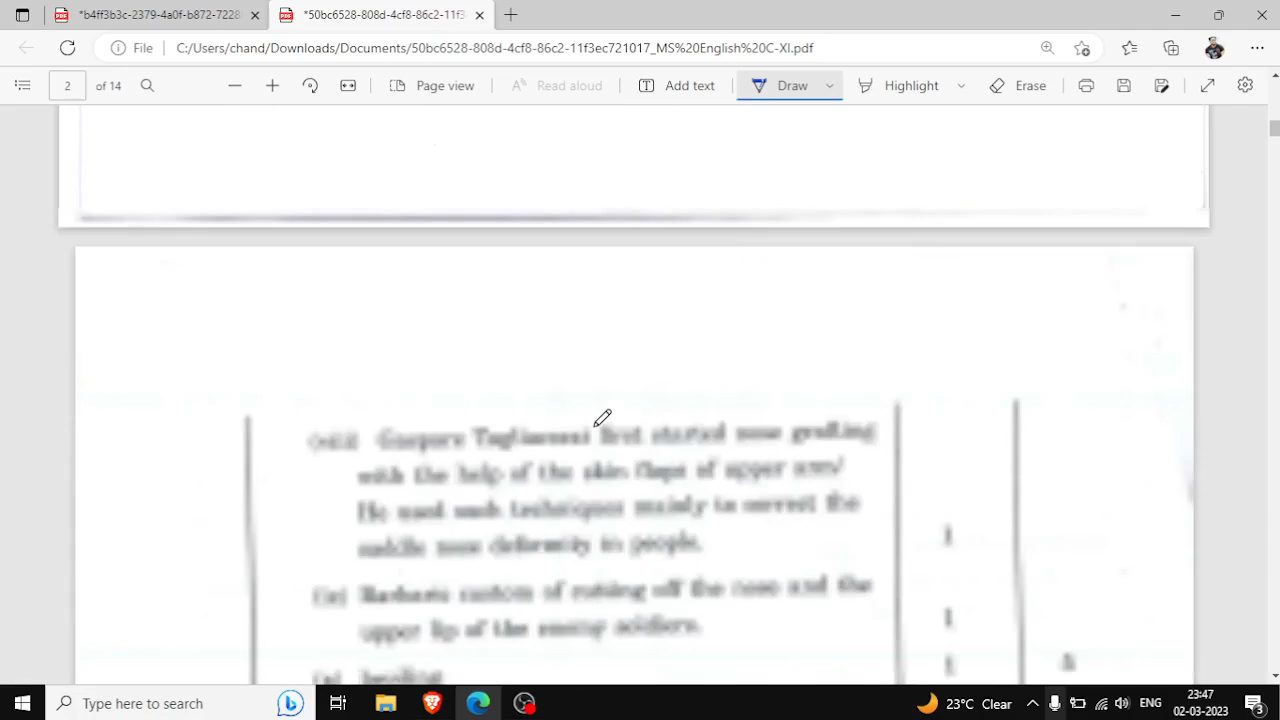 *b4ff3b3c-2379-4a0f-b872-7228
*50bc6528-808d-4cf8-86c2-11f3
File
C:/Users/chand/Downloads/Documents/50bc6528-808d-4cf8-86c2-11f3ec721017_MS%20English%20C-XI.pdf
2 of 14
Page view
Read aloud
Add text
Draw
Highlight
Erase
first started nose grafting
with the help of the skin flaps of upper arm/
He used such techniques mainly to correct the
saddle nose deformity in people.
1
(ix) Barbaric custom of cutting off the nose and the
upper lip of the enemy soldiers.
1
1
5
Type here to search
23°C Clear
ENG
23:47
02-03-2023
2